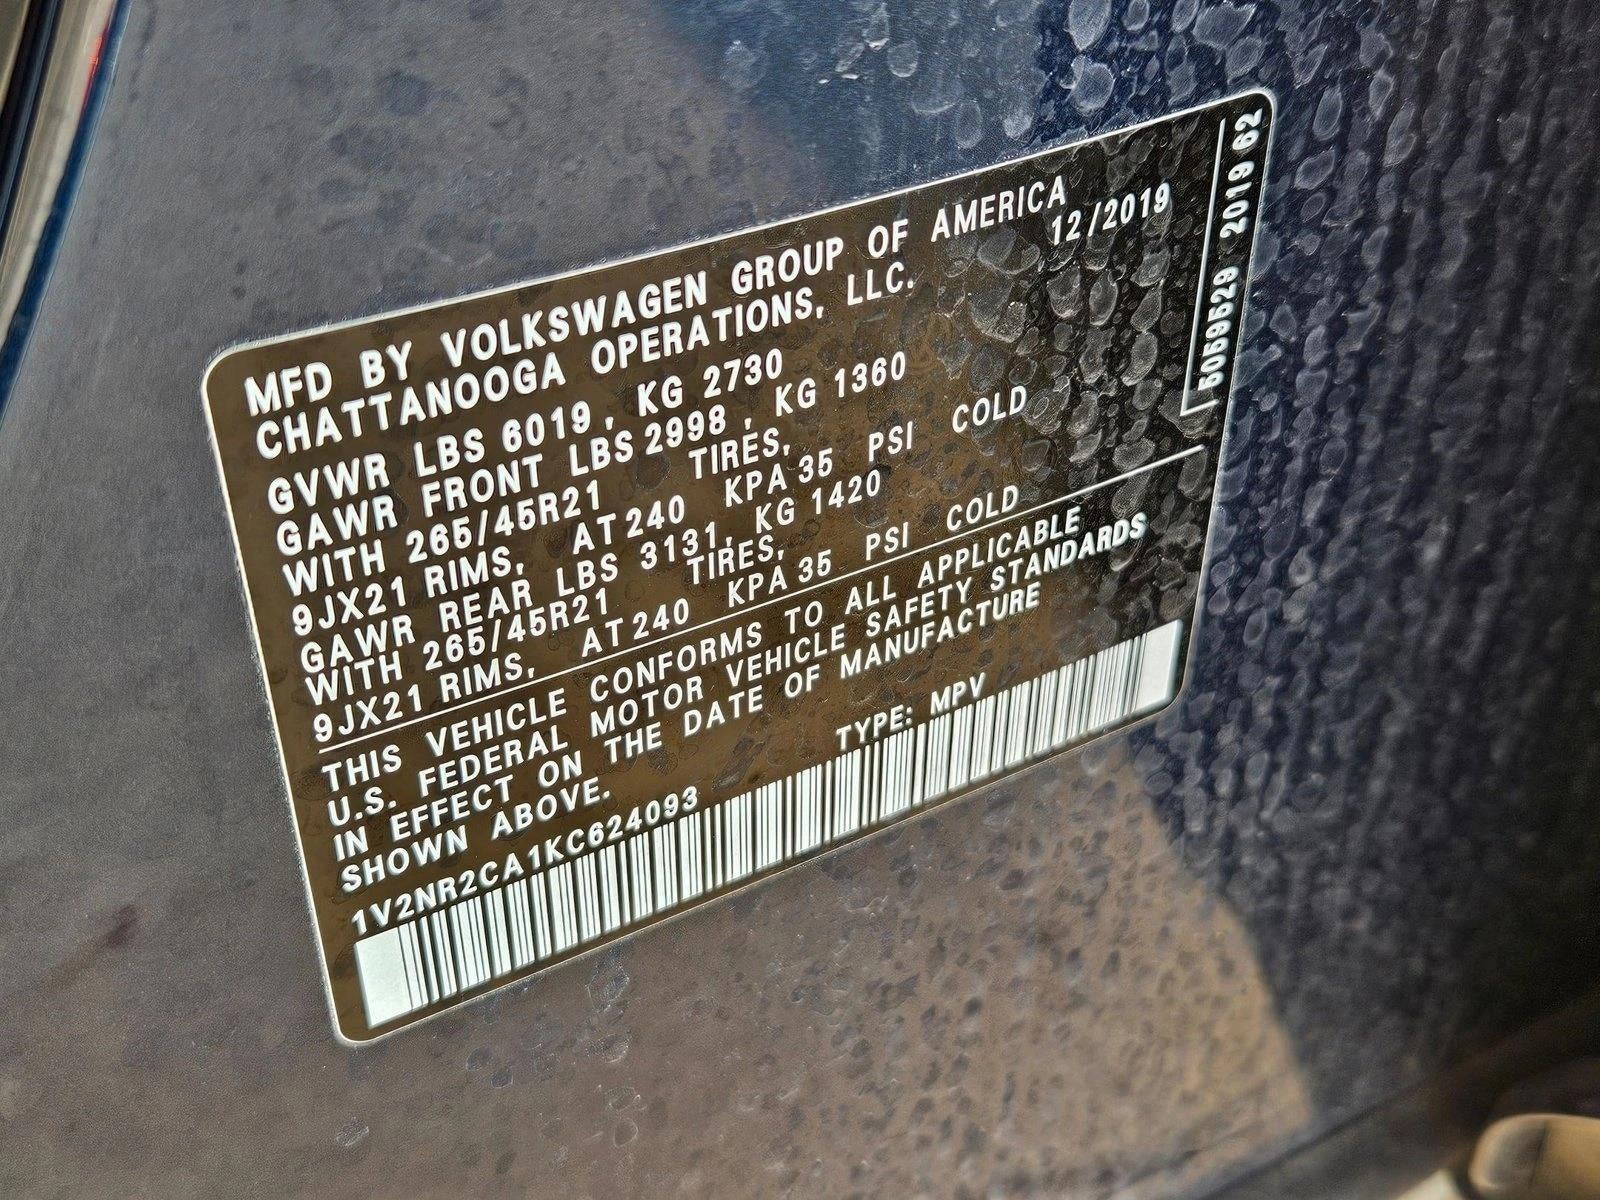 MFD BY VOLKSWAGEN GROUP OF AMERICA
CHATTANOOGA OPERATIONS, LLC. 12/2019
GVWR LBS 6019, KG 2730
GAWR FRONT LBS 2998, KG 1360
WITH 265/45R21 TIRES,
9JX21 RIMS, AT 240 KPA 35 PSI COLD
GAWR REAR LBS 3131, KG 1420
WITH 265/45R21 TIRES,
9JX21 RIMS, AT 240 KPA 35 PSI COLD
THIS VEHICLE CONFORMS TO ALL APPLICABLE
U.S. FEDERAL MOTOR VEHICLE SAFETY STANDARDS
IN EFFECT ON THE DATE OF MANUFACTURE
SHOWN ABOVE. TYPE: MPV
1V2NR2CA1KC624093
5059529 2019 62